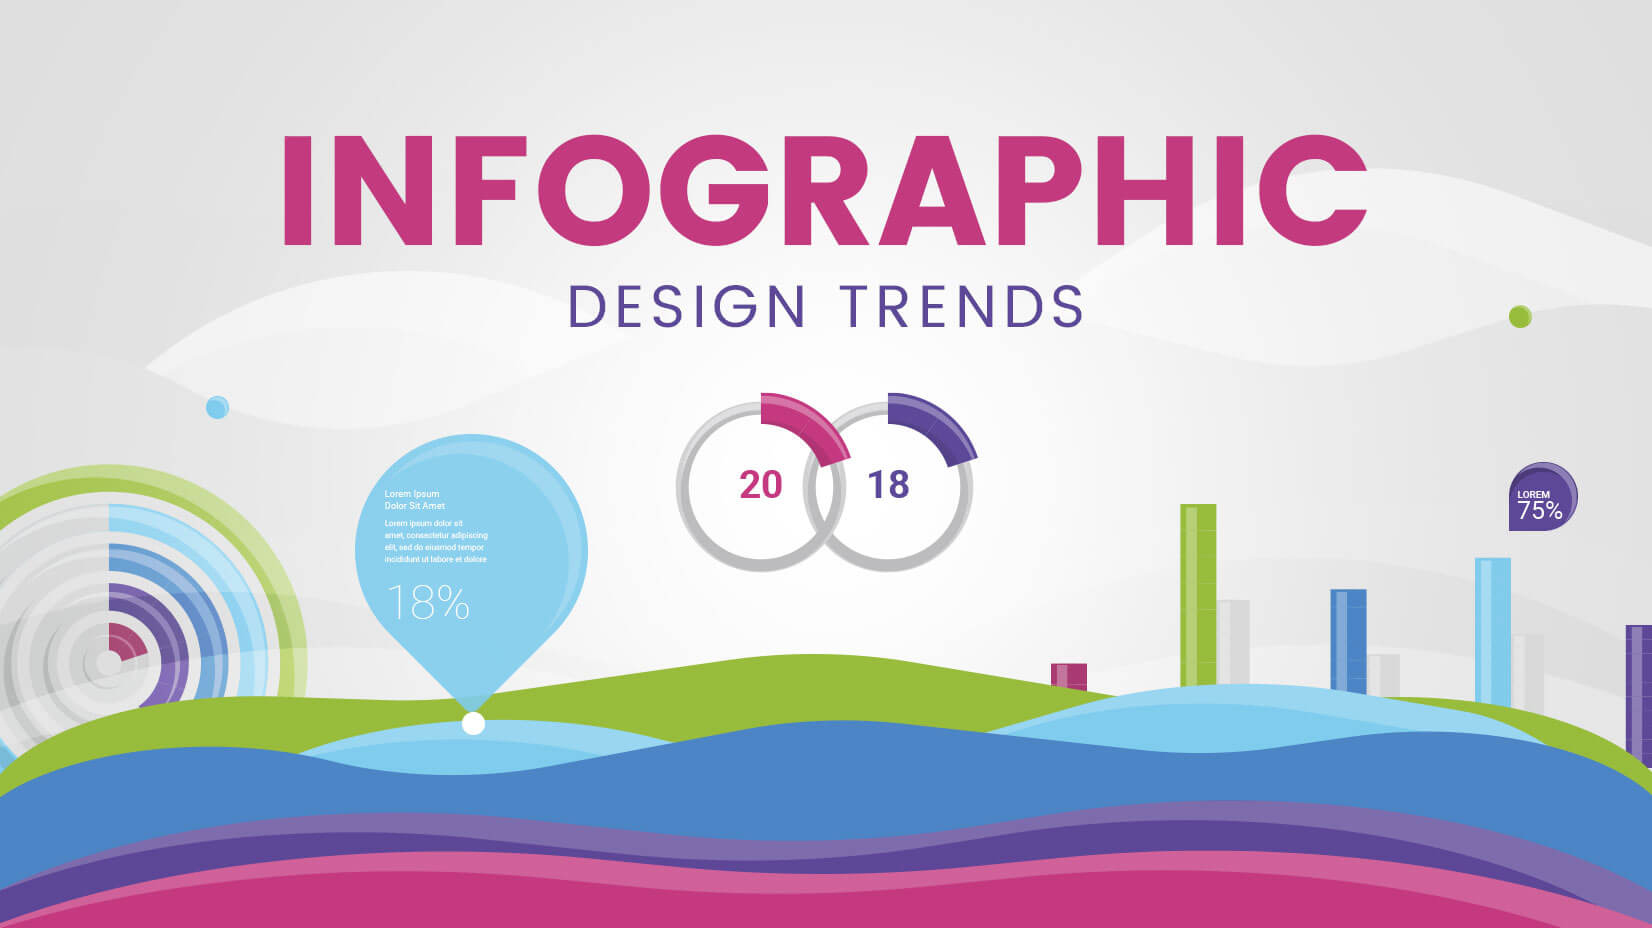 INFOGRAPHIC
DESIGN TRENDS
20 18
Lorem Ipsum
Dolor Sit Amet
Lorem ipsum dolor sit
amet, consectetur adipiscing
elit, sed do eiusmod tempor
incididunt ut labore et dolore
18%
LOREM
75%